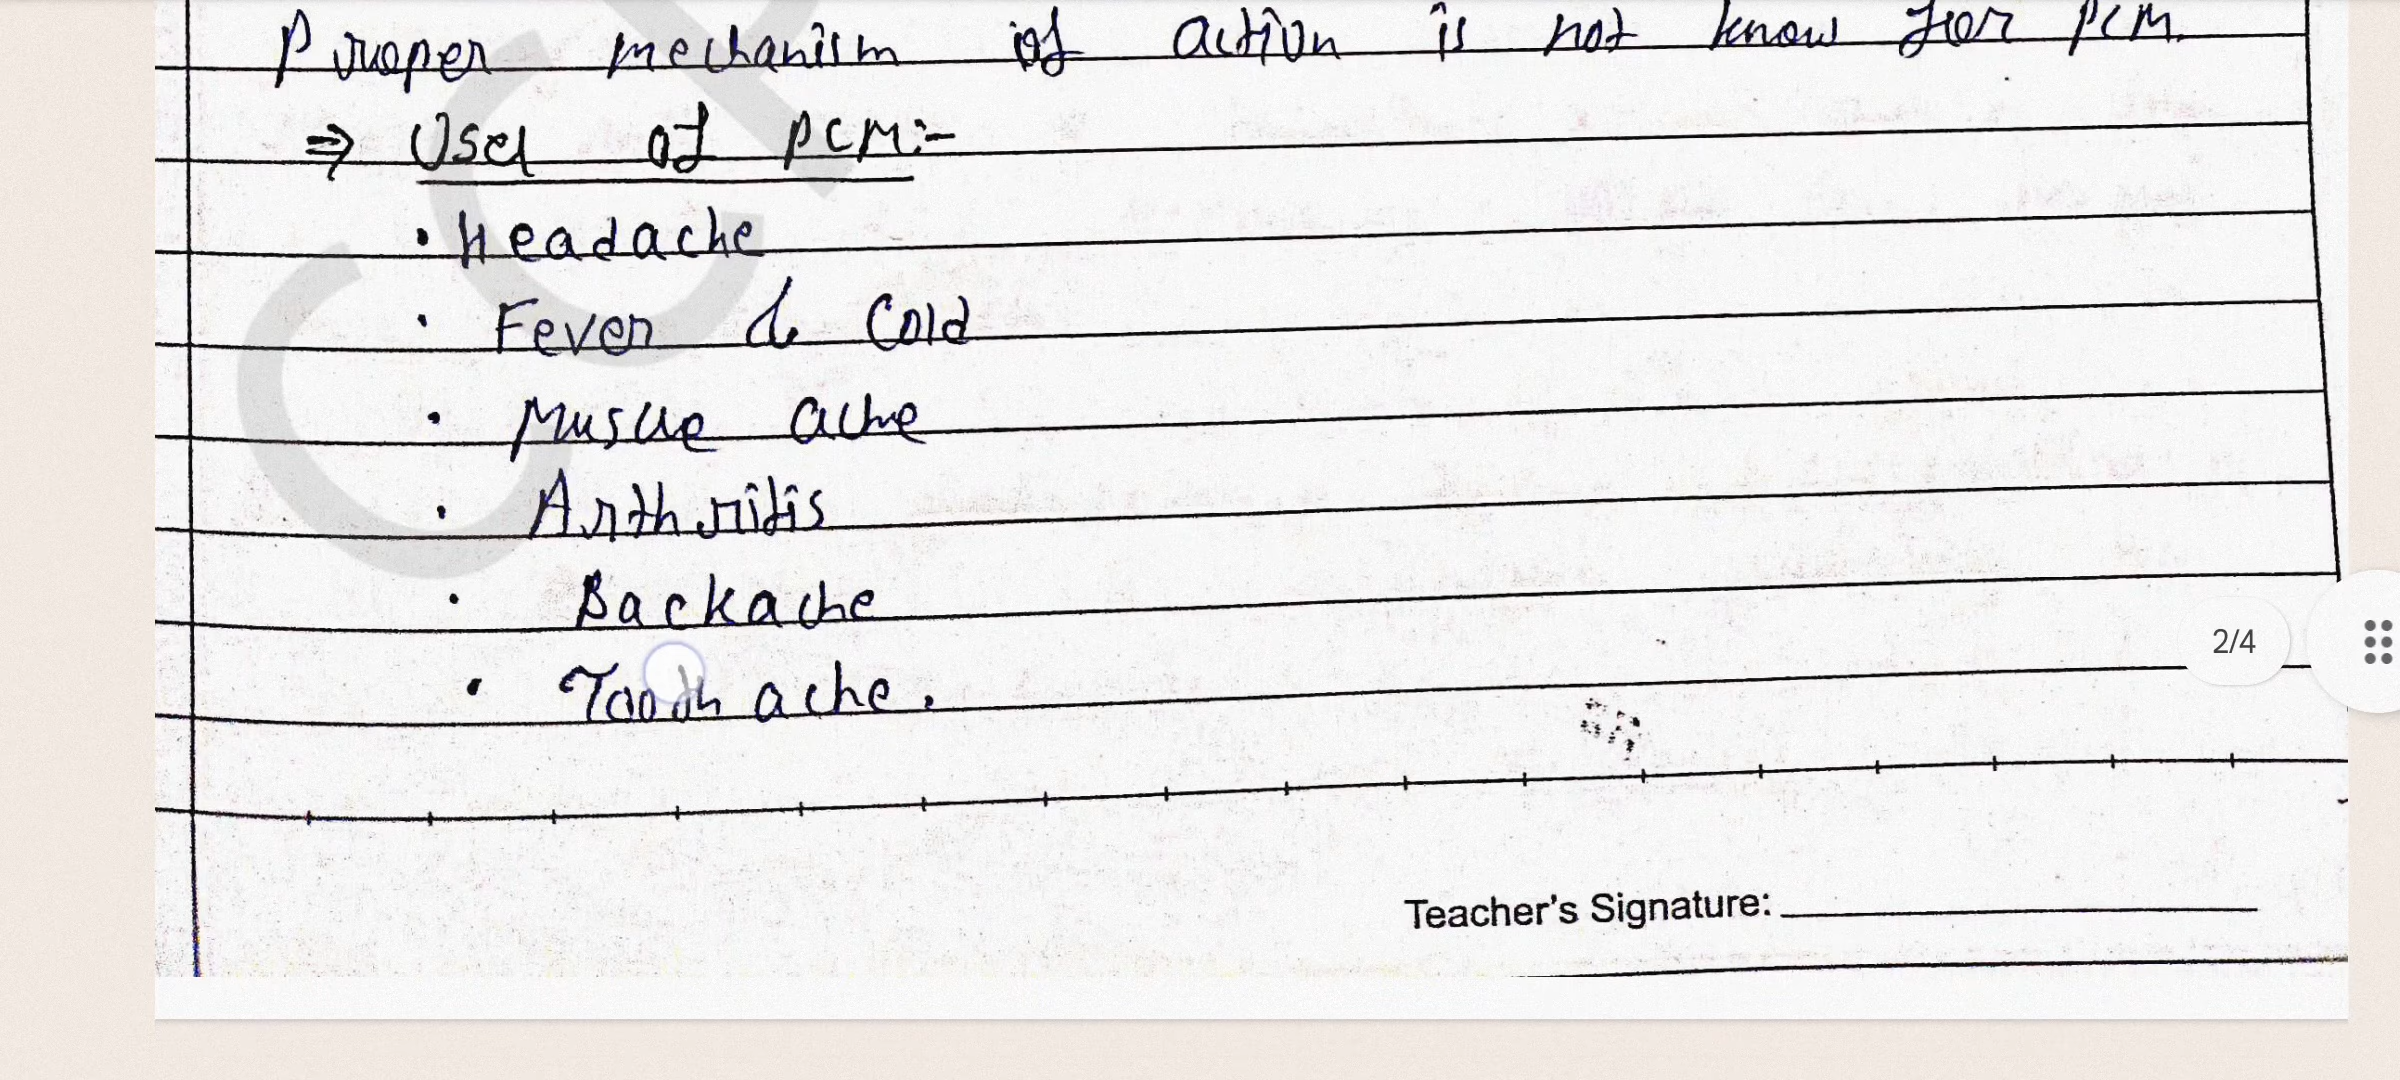 Proper mechanism of action is not know for PCM.
⇒ Uses of PCM:-
• Headache
• Fever & Cold
• Muscle ache
• Arthritis
• Backache
• Tooth ache.
2/4
Teacher's Signature: